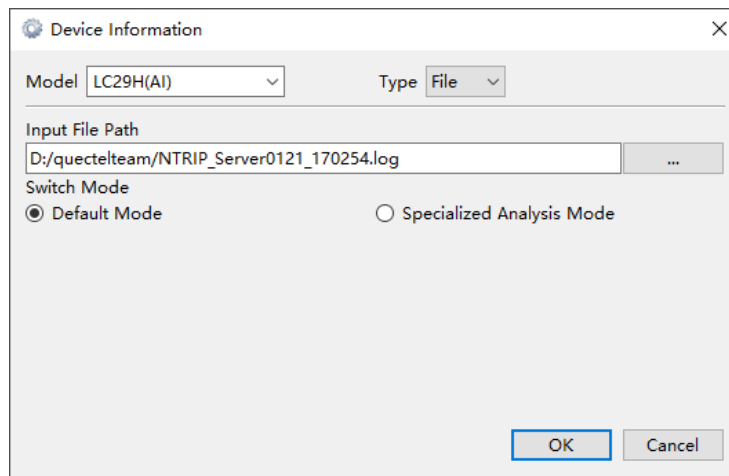 Device Information
Model LC29H(AI) Type File
Input File Path
D:/quectelteam/NTRIP_Server0121_170254.log ...
Switch Mode
Default Mode Specialized Analysis Mode
OK Cancel